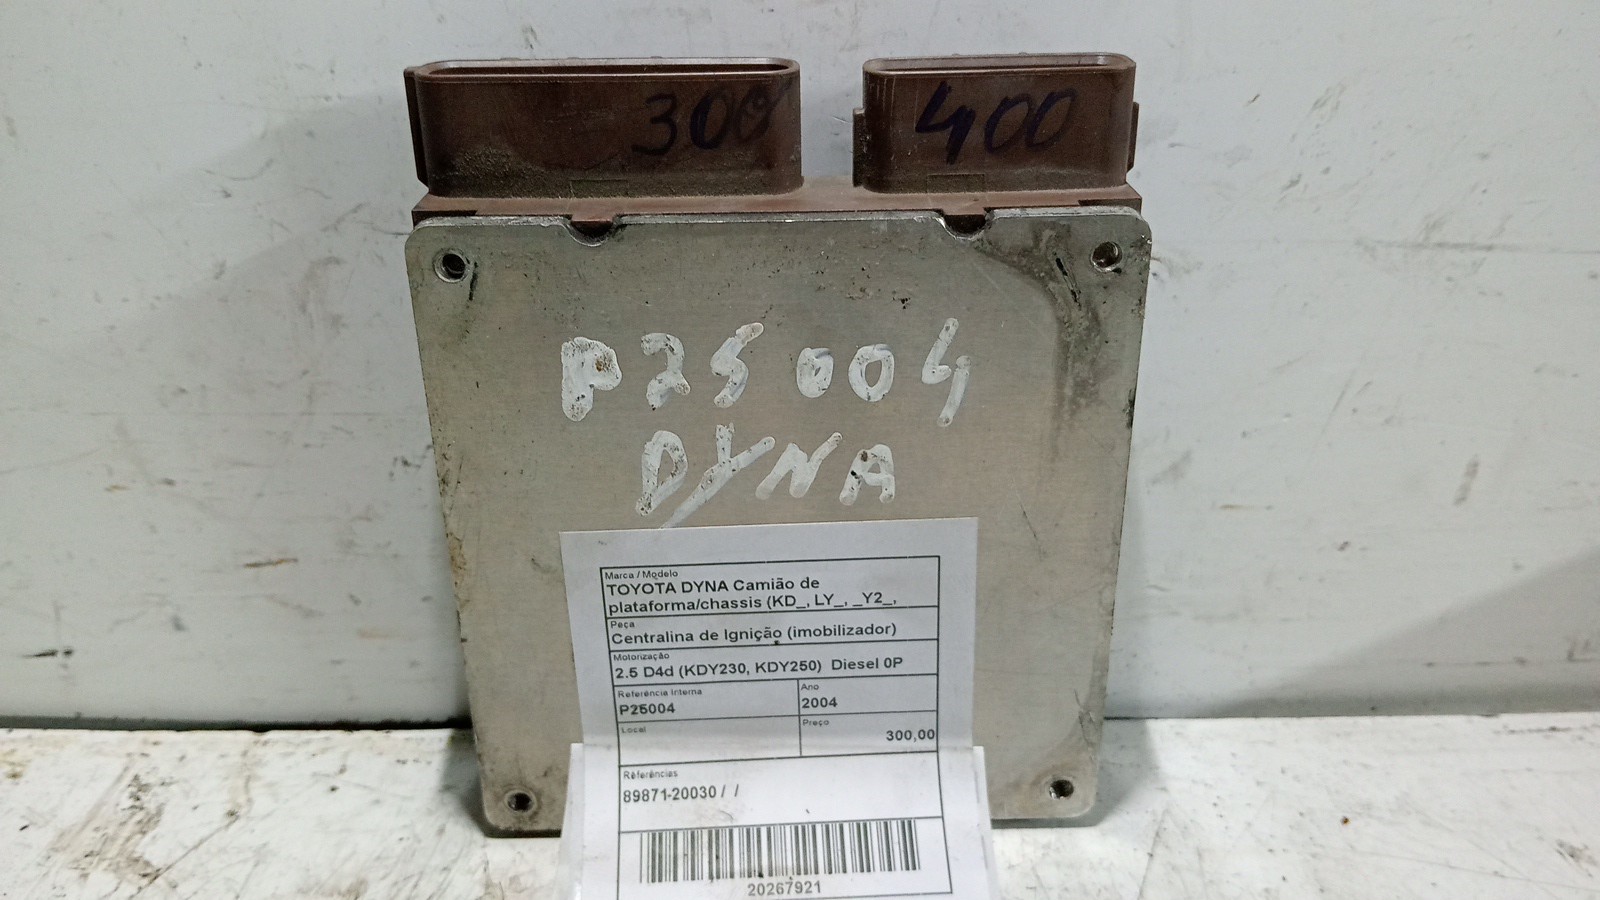 300 400
P25004
DYNA
Marca / Modelo
TOYOTA DYNA Camião de
plataforma/chassis (KD_, LY_, _Y2_,
Peça
Centralina de Ignição (imobilizador)
Motorização
2.5 D4d (KDY230, KDY250) Diesel 0P
Referência Interna Ano
P25004 2004
Local Preço
300,00
Referências
89871-20030 / /
20267921